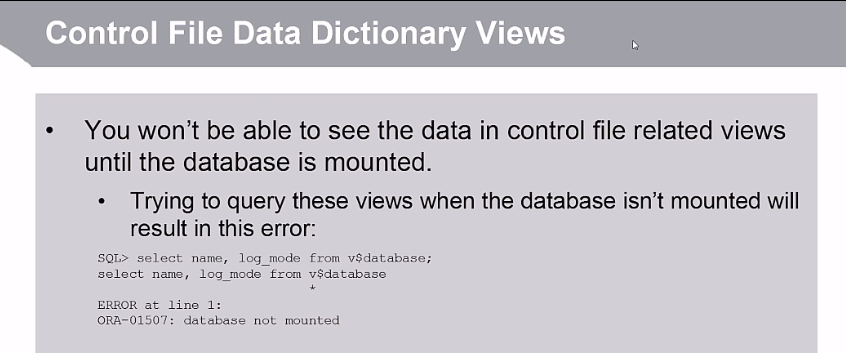 Control File Data Dictionary Views
• You won't be able to see the data in control file related views
until the database is mounted.
• Trying to query these views when the database isn't mounted will
result in this error:
SQL> select name, log_mode from v$database;
select name, log_mode from v$database
*
ERROR at line 1:
ORA-01507: database not mounted